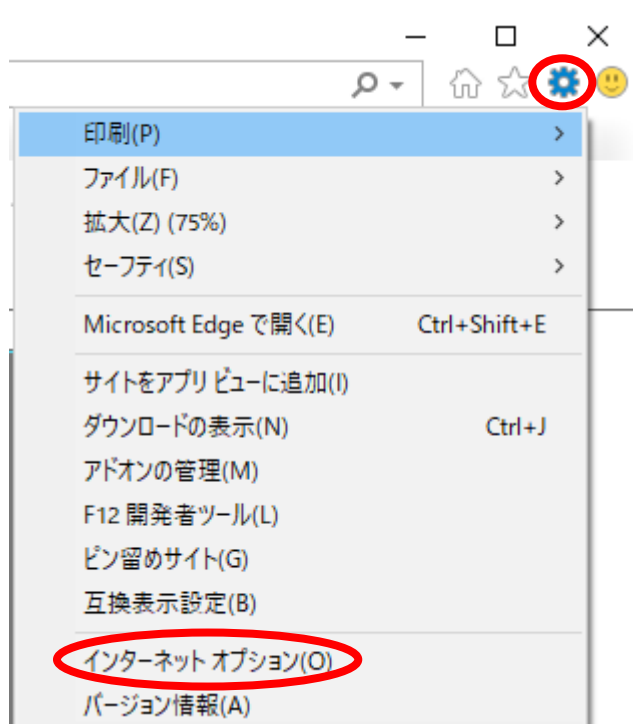 印刷(P)
ファイル(F)
拡大(Z) (75%)
セーフティ(S)
Microsoft Edge で開く(E) Ctrl+Shift+E
サイトをアプリ ビューに追加(I)
ダウンロードの表示(N) Ctrl+J
アドオンの管理(M)
F12 開発者ツール(L)
ピン留めサイト(G)
互換表示設定(B)
インターネット オプション(O)
バージョン情報(A)